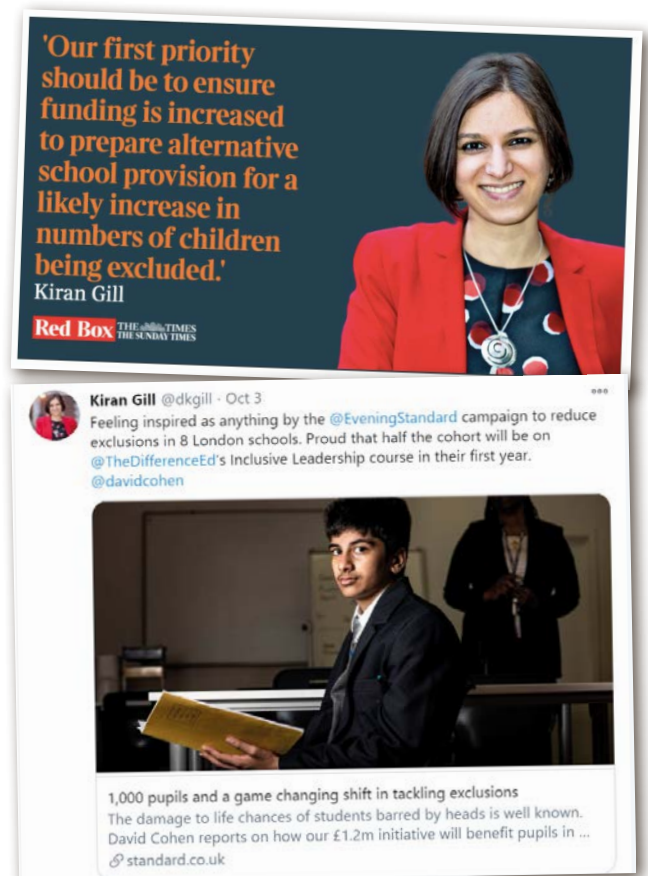 'Our first priority
should be to ensure
funding is increased
to prepare alternative
school provision for a
likely increase in
numbers of children
being excluded.'
Kiran Gill
Red Box THE TIMES
THE SUNDAY TIMES
Kiran Gill @dkgill · Oct 3
Feeling inspired as anything by the @EveningStandard campaign to reduce
exclusions in 8 London schools. Proud that half the cohort will be on
@TheDifferenceEd's Inclusive Leadership course in their first year.
@davidcohen
1,000 pupils and a game changing shift in tackling exclusions
The damage to life chances of students barred by heads is well known.
David Cohen reports on how our £1.2m initiative will benefit pupils in ...
standard.co.uk